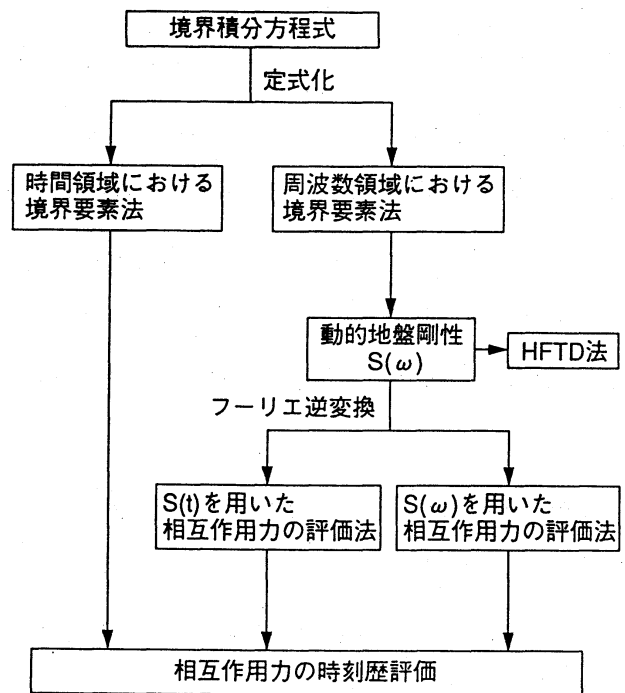 境界積分方程式
定式化
時間領域における
境界要素法
周波数領域における
境界要素法
動的地盤剛性
S(ω)
HFTD法
フーリエ逆変換
S(t)を用いた
相互作用力の評価法
S(ω)を用いた
相互作用力の評価法
相互作用力の時刻歴評価